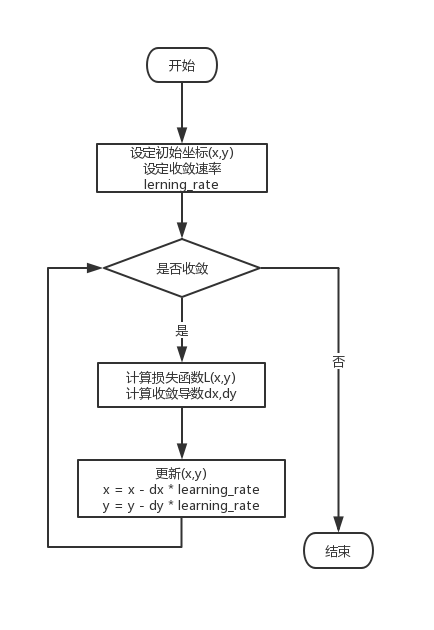 开始
设定初始坐标(x,y)
设定收敛速率
lerning_rate
是否收敛
是
计算损失函数L(x,y)
计算收敛导数dx,dy
否
更新(x,y)
x = x - dx * learning_rate
y = y - dy * learning_rate
结束